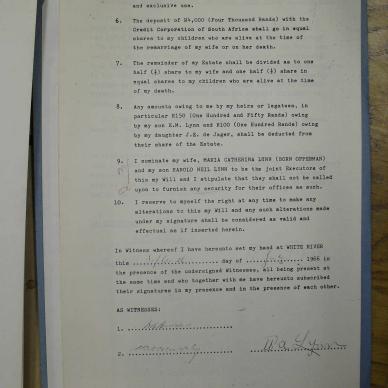 and exclusive use.
6. The deposit of R4,000 (Four Thousand Rands) with the
Credit Corporation of South Africa shall go in equal
shares to my children who are alive at the time of
the remarriage of my wife or on her death.
7. The remainder of my Estate shall be divided as to one
half (½) share to my wife and one half (½) share in
equal shares to my children who are alive at the time
of my death.
8. Any amounts owing to me by my heirs or legatees, in
particular R150 (One Hundred and Fifty Rands) owing
by my son H.N. Lynn and R100 (One Hundred Rands) owing
by my daughter J.E. de Jager, shall be deducted from
their share of the Estate.
9. I nominate my wife, MARIA CATHERINA LYNN (BORN OPPERMAN)
and my son HAROLD NEIL LYNN to be the joint Executors of
this my Will and I stipulate that they shall not be called
upon to furnish any security for their offices as such.
10. I reserve to myself the right at any time to make any
alterations to this my Will and any such alterations made
under my signature shall be considered as valid and
effectual as if inserted herein.
In Witness whereof I have hereunto set my hand at WHITE RIVER
this day of July 1966 in
the presence of the undersigned Witnesses, all being present at
the same time and who together with me have hereunto subscribed
their signatures in my presence and in the presence of each other.
AS WITNESSES:
1.
2. Lynn